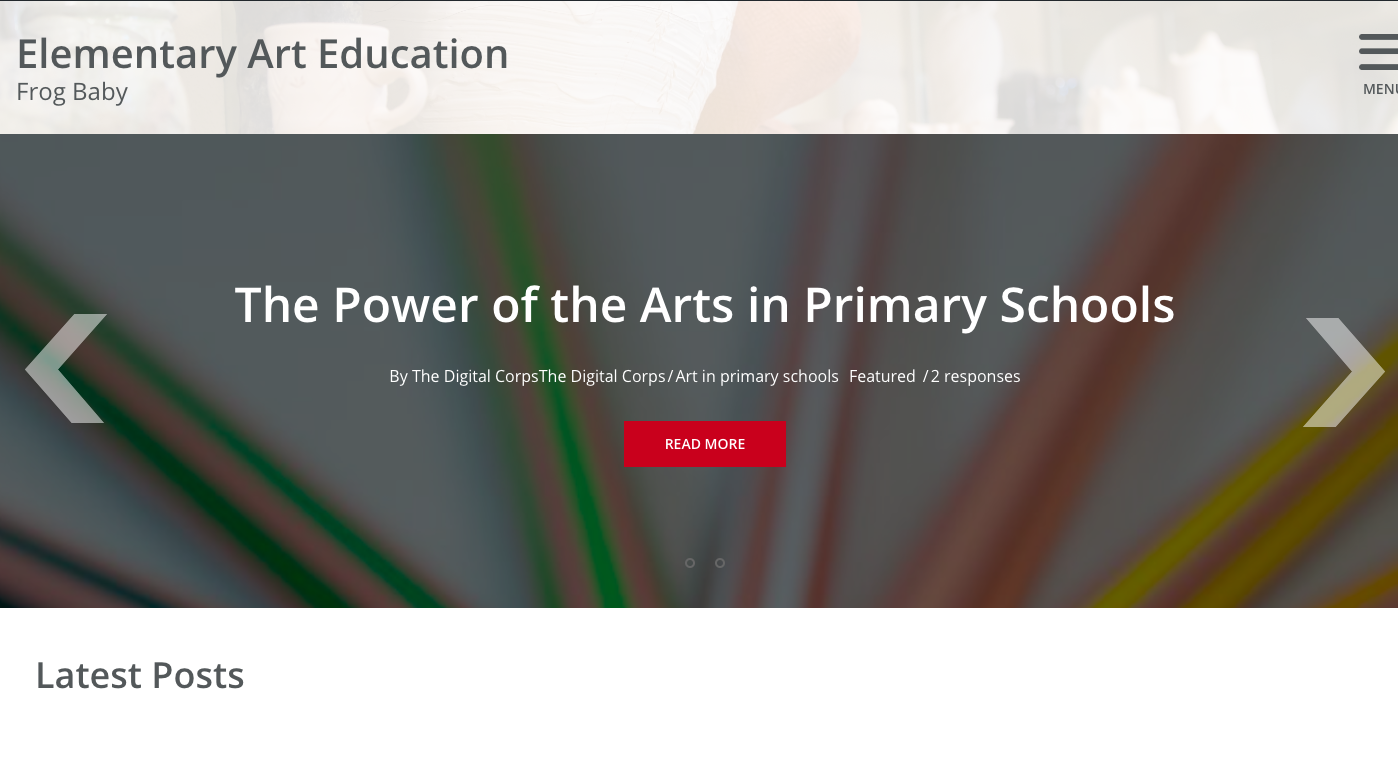 Elementary Art Education
Frog Baby
MENU
The Power of the Arts in Primary Schools
By The Digital CorpsThe Digital Corps / Art in primary schools Featured / 2 responses
READ MORE
Latest Posts